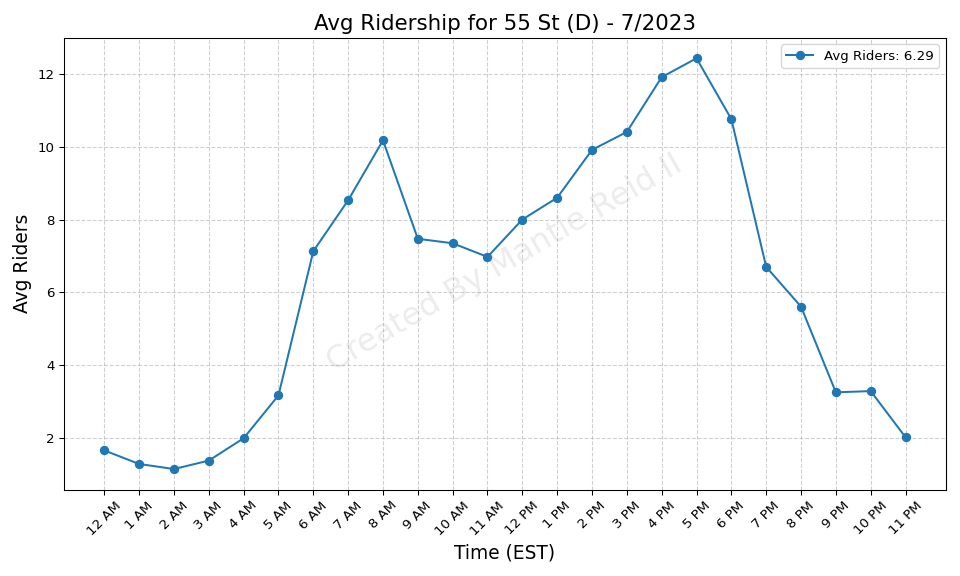 Avg Ridership for 55 St (D) - 7/2023
Avg Riders: 6.29
Avg Riders
12
10
8
6
4
2
Created By Mantie Reid II
12 AM 1 AM 2 AM 3 AM 4 AM 5 AM 6 AM 7 AM 8 AM 9 AM 10 AM 11 AM 12 PM 1 PM 2 PM 3 PM 4 PM 5 PM 6 PM 7 PM 8 PM 9 PM 10 PM 11 PM
Time (EST)